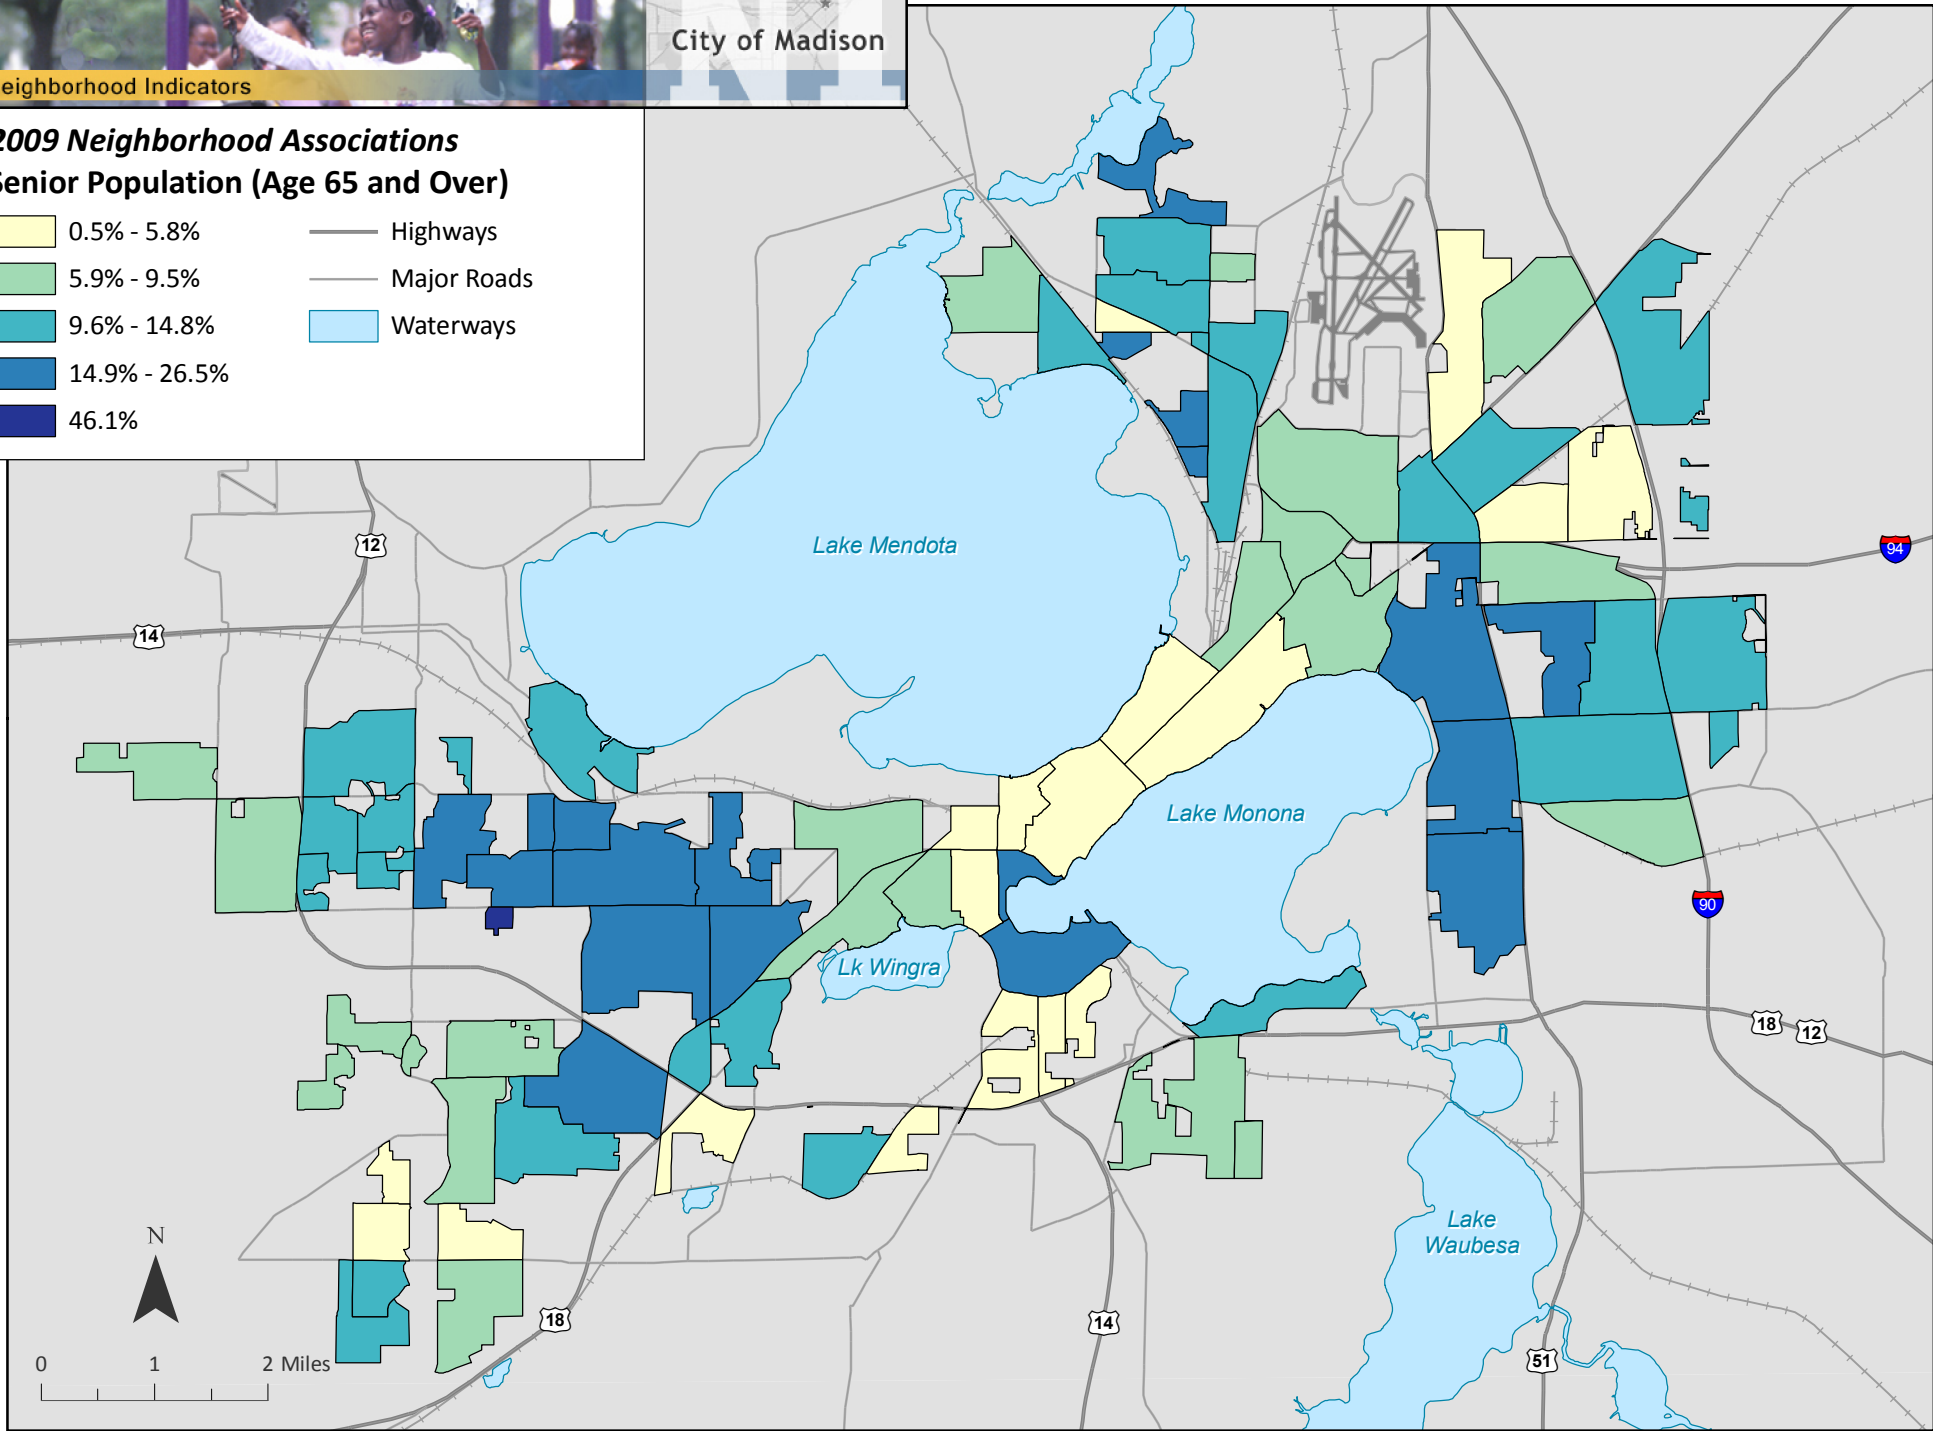 City of Madison
eighborhood Indicators
2009 Neighborhood Associations
Senior Population (Age 65 and Over)
0.5% - 5.8%
Highways
5.9% - 9.5%
Major Roads
9.6% - 14.8%
Waterways
14.9% - 26.5%
46.1%
12
Lake Mendota
94
14
Lake Monona
90
Lk Wingra
18
12
Lake
Waubesa
N
18
14
0 1 2 Miles
51